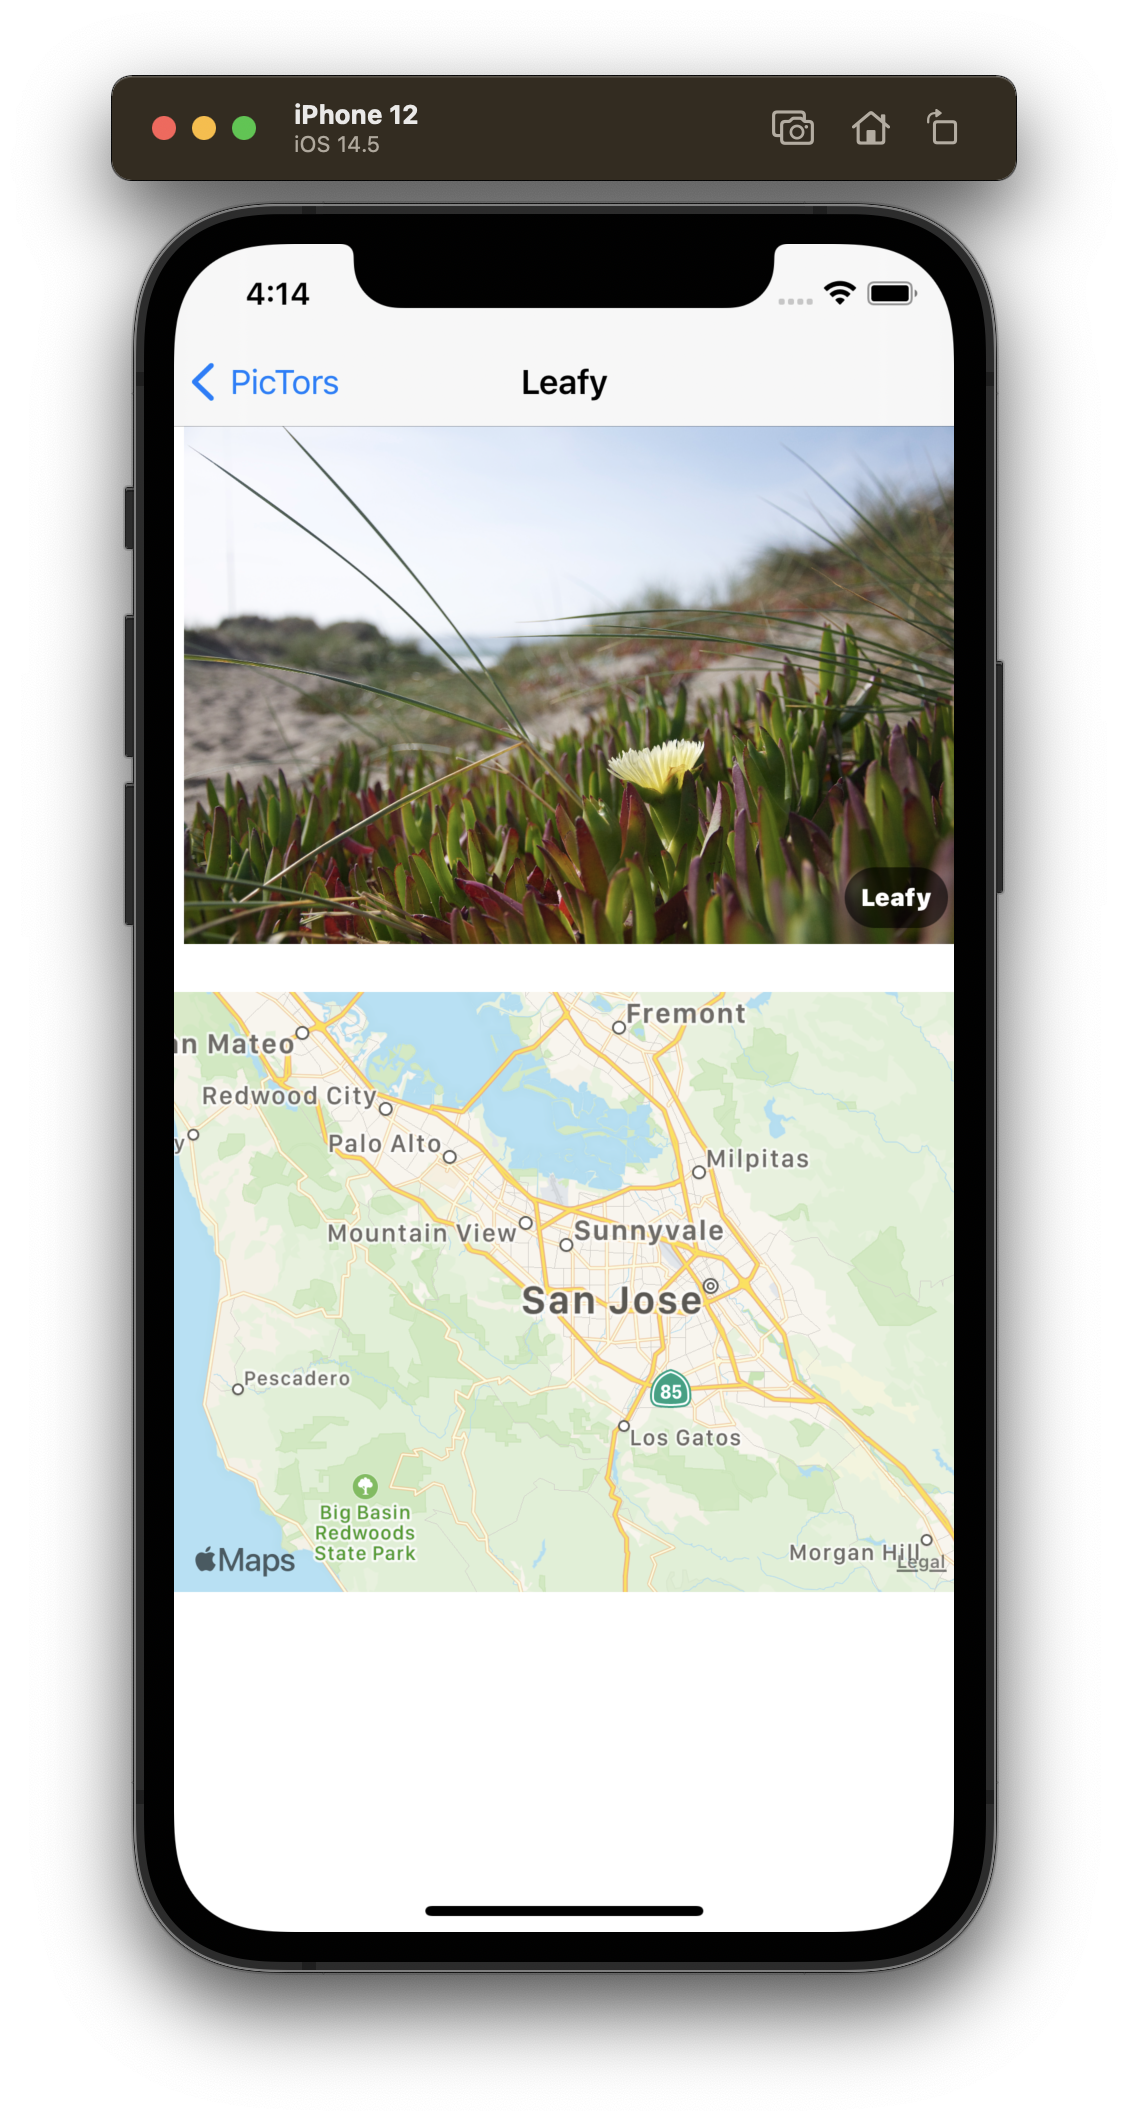 iPhone 12
iOS 14.5
4:14
PicTors
Leafy
Leafy
Fremont
an Mateo
Redwood City
y
Palo Alto
Milpitas
Mountain View
Sunnyvale
San Jose
Pescadero
85
Los Gatos
Big Basin
Redwoods
State Park
Morgan Hill
Maps
Legal